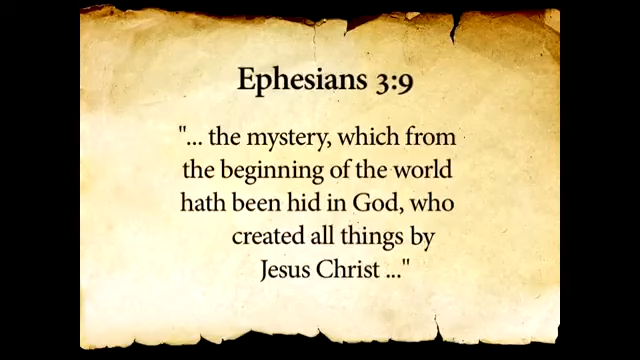 Ephesians 3:9
"... the mystery, which from
the beginning of the world
hath been hid in God, who
created all things by
Jesus Christ ..."